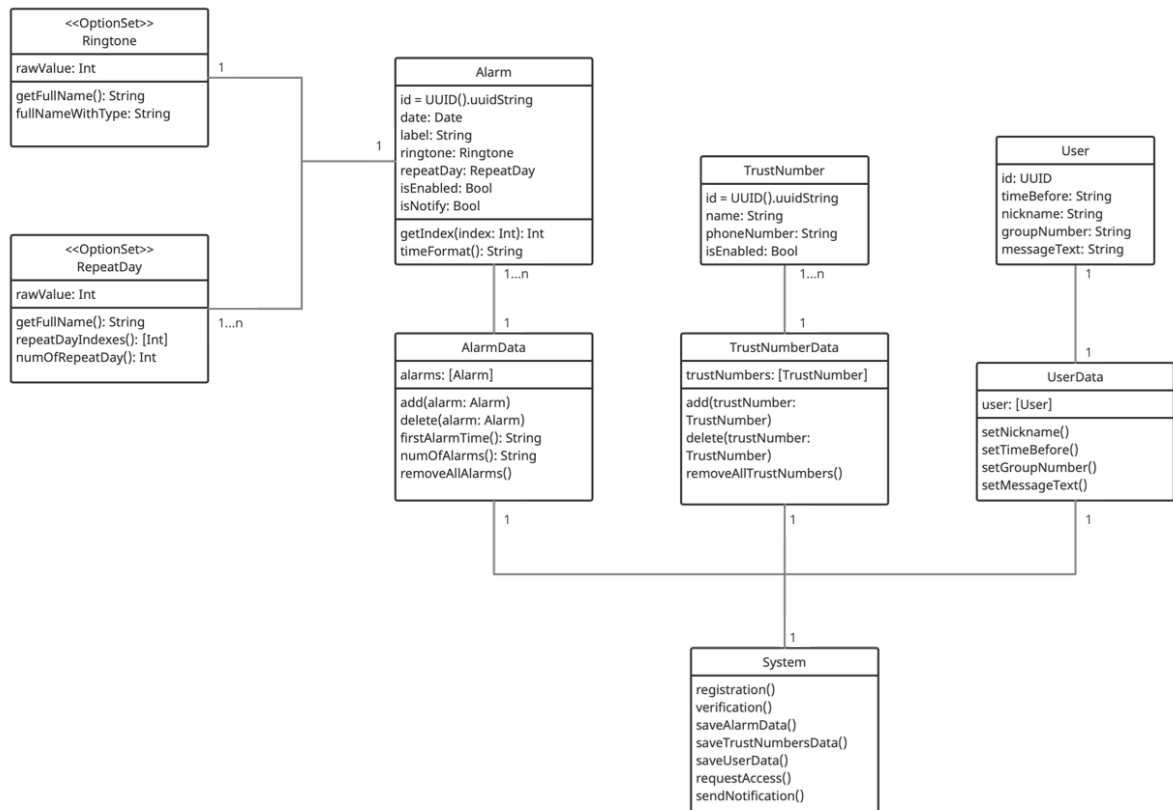 <<OptionSet>>
Ringtone
rawValue: Int
getFullName(): String
fullNameWithType: String
1
<<OptionSet>>
RepeatDay
rawValue: Int
getFullName(): String
repeatDayIndexes(): [Int]
numOfRepeatDay(): Int
1...n
1
Alarm
id = UUID().uuidString
date: Date
label: String
ringtone: Ringtone
repeatDay: RepeatDay
isEnabled: Bool
isNotify: Bool
getIndex(index: Int): Int
timeFormat(): String
1...n
1
AlarmData
alarms: [Alarm]
add(alarm: Alarm)
delete(alarm: Alarm)
firstAlarmTime(): String
numOfAlarms(): String
removeAllAlarms()
1
TrustNumber
id = UUID().uuidString
name: String
phoneNumber: String
isEnabled: Bool
1...n
1
TrustNumberData
trustNumbers: [TrustNumber]
add(trustNumber:
TrustNumber)
delete(trustNumber:
TrustNumber)
removeAllTrustNumbers()
1
User
id: UUID
timeBefore: String
nickname: String
groupNumber: String
messageText: String
1
1
UserData
user: [User]
setNickname()
setTimeBefore()
setGroupNumber()
setMessageText()
1
1
System
registration()
verification()
saveAlarmData()
saveTrustNumbersData()
saveUserData()
requestAccess()
sendNotification()